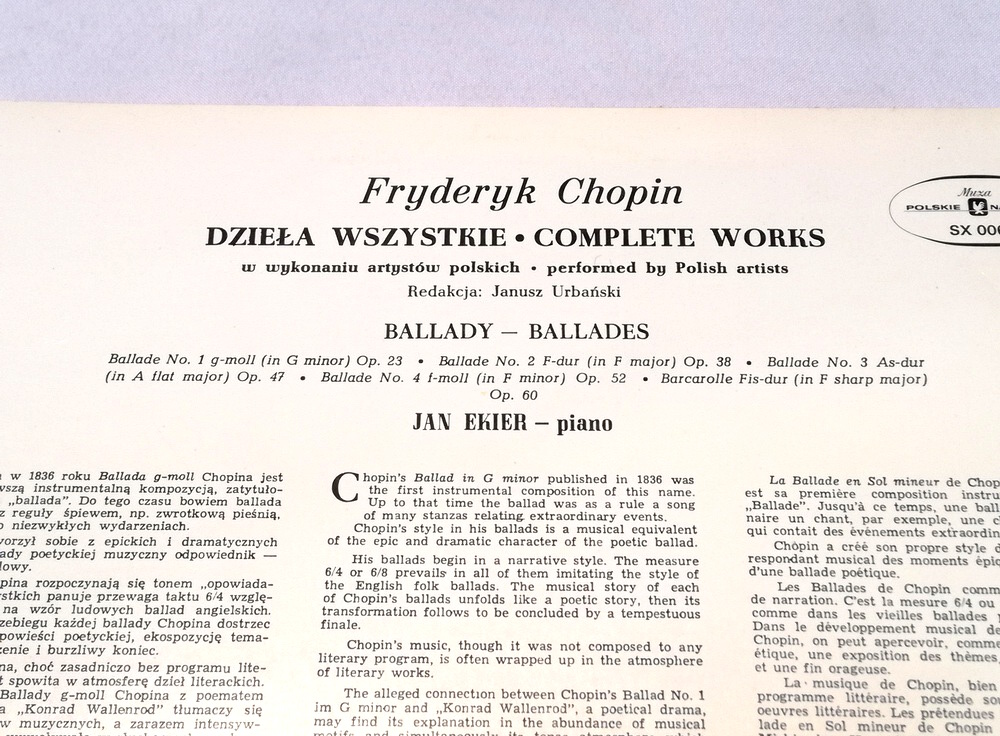 Fryderyk Chopin
DZIEŁA WSZYSTKIE • COMPLETE WORKS
w wykonaniu artystów polskich • performed by Polish artists
Redakcja: Janusz Urbański
BALLADY — BALLADES
Ballade No. 1 g-moll (in G minor) Op. 23 • Ballade No. 2 F-dur (in F major) Op. 38 • Ballade No. 3 As-dur
(in A flat major) Op. 47 • Ballade No. 4 f-moll (in F minor) Op. 52 • Barcarolle Fis-dur (in F sharp major)
Op. 60
JAN EKIER — piano
Muza
POLSKIE
SX 00
w 1836 roku Ballada g-moll Chopina jest
instrumentalną kompozycją, zatytuło-
„ballada". Do tego czasu bowiem ballada
z reguły śpiewem, np. zwrotkową pieśnią,
o niezwykłych wydarzeniach.
sobie z epickich i dramatycznych
poetyckiej muzyczny odpowiednik —
rozpoczynają się tonem „opowiada-
panuje przewaga taktu 6/4 wzglę-
na wzór ludowych ballad angielskich.
każdej ballady Chopina dostrzec
poetyckiej, ekspozycję tema-
i burzliwy koniec.
choć zasadniczo bez programu lite-
spowita w atmosferę dzieł literackich.
Ballady g-moll Chopina z poematem
„Konrad Wallenrod" tłumaczy się
w muzycznych, a zarazem intensyw-
Chopin's Ballad in G minor published in 1836 was
the first instrumental composition of this name.
Up to that time the ballad was as a rule a song
of many stanzas relating extraordinary events.
Chopin's style in his ballads is a musical equivalent
of the epic and dramatic character of the poetic ballad.
His ballads begin in a narrative style. The measure
6/4 or 6/8 prevails in all of them imitating the style of
the English folk ballads. The musical story of each
of Chopin's ballads unfolds like a poetic story, then its
transformation follows to be concluded by a tempestuous
finale.
Chopin's music, though it was not composed to any
literary program, is often wrapped up in the atmosphere
of literary works.
The alleged connection between Chopin's Ballad No. 1
im G minor and „Konrad Wallenrod", a poetical drama,
may find its explanation in the abundance of musical
La Ballade en Sol mineur de
est sa première composition
„Ballade". Jusqu'à ce temps, une
naire un chant, par exemple, une
qui contait des évènements
Chopin a créé son propre style
respondant musical des moments
d'une ballade poétique.
Les Ballades de Chopin
de narration. C'est la mesure 6/4 ou
comme dans les vieilles ballades
Dans le développement musical
Chopin, on peut apercevoir,
étique, une exposition des thèmes,
et une fin orageuse.
La musique de Chopin, bien
programme littéraire, possède
oeuvres littéraires. Les prétendues
lade en Sol mineur de Chopin